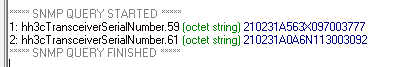 ***** SNMP QUERY STARTED *****
1: hh3cTransceiverSerialNumber.59 (octet string) 210231A563X097003777
2: hh3cTransceiverSerialNumber.61 (octet string) 210231A0A6N113003092
***** SNMP QUERY FINISHED *****